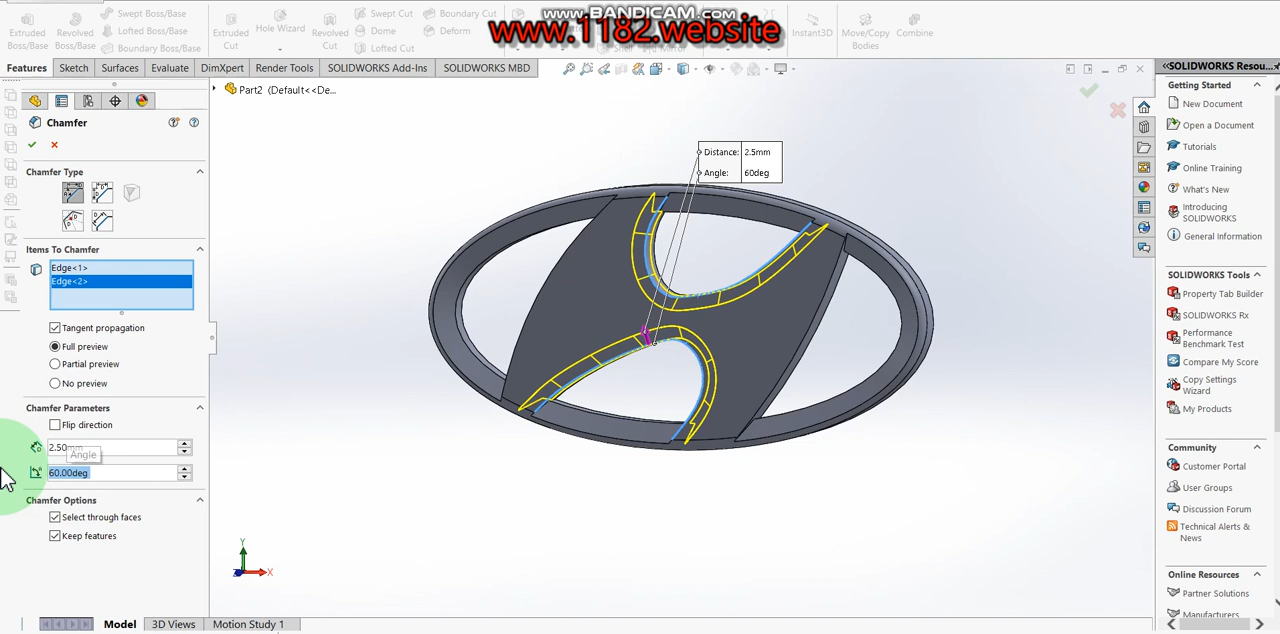 www.BANDICAM.com
www.1182.website
Extruded Boss/Base
Revolved Boss/Base
Swept Boss/Base
Lofted Boss/Base
Boundary Boss/Base
Extruded Cut
Hole Wizard
Revolved Cut
Swept Cut
Dome
Lofted Cut
Boundary Cut
Deform
Shell
Mirror
Instant3D
Move/Copy Bodies
Combine
Features
Sketch
Surfaces
Evaluate
DimXpert
Render Tools
SOLIDWORKS Add-Ins
SOLIDWORKS MBD
Part2 (Default<<De...
Chamfer
Chamfer Type
Items To Chamfer
Edge<1>
Edge<2>
Tangent propagation
Full preview
Partial preview
No preview
Chamfer Parameters
Flip direction
2.50mm
Angle
60.00deg
Chamfer Options
Select through faces
Keep features
Distance: 2.5mm
Angle: 60deg
Y
X
Z
Model
3D Views
Motion Study 1
SOLIDWORKS Resou...
Getting Started
New Document
Open a Document
Tutorials
Online Training
What's New
Introducing
SOLIDWORKS
General Information
SOLIDWORKS Tools
Property Tab Builder
SOLIDWORKS Rx
Performance
Benchmark Test
Compare My Score
Copy Settings
Wizard
My Products
Community
Customer Portal
User Groups
Discussion Forum
Technical Alerts &
News
Online Resources
Partner Solutions
Manufacturers